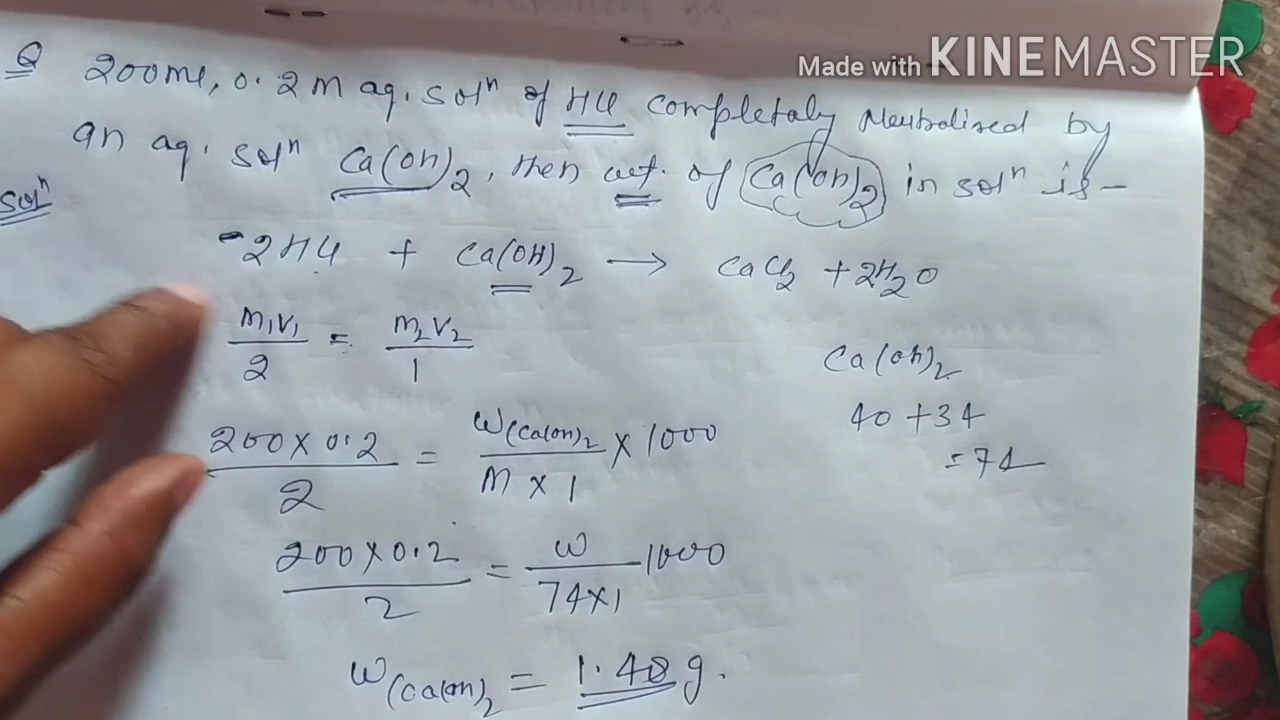 Made with KINEMASTER
Q 200ml, 0.2M aq. solⁿ of HCl completaly Neutralised by
an aq. solⁿ Ca(OH)₂, then wt. of Ca(OH)₂ in solⁿ is-
solⁿ
2HCl + Ca(OH)₂ → CaCl₂ + 2H₂O
M₁V₁/2 = M₂V₂/1
Ca(OH)₂
40+34
=74
200×0.2/2 = W(Ca(OH)₂/M×1 × 1000
200×0.2/2 = W/74×1 1000
W(Ca(OH)₂ = 1.48g.